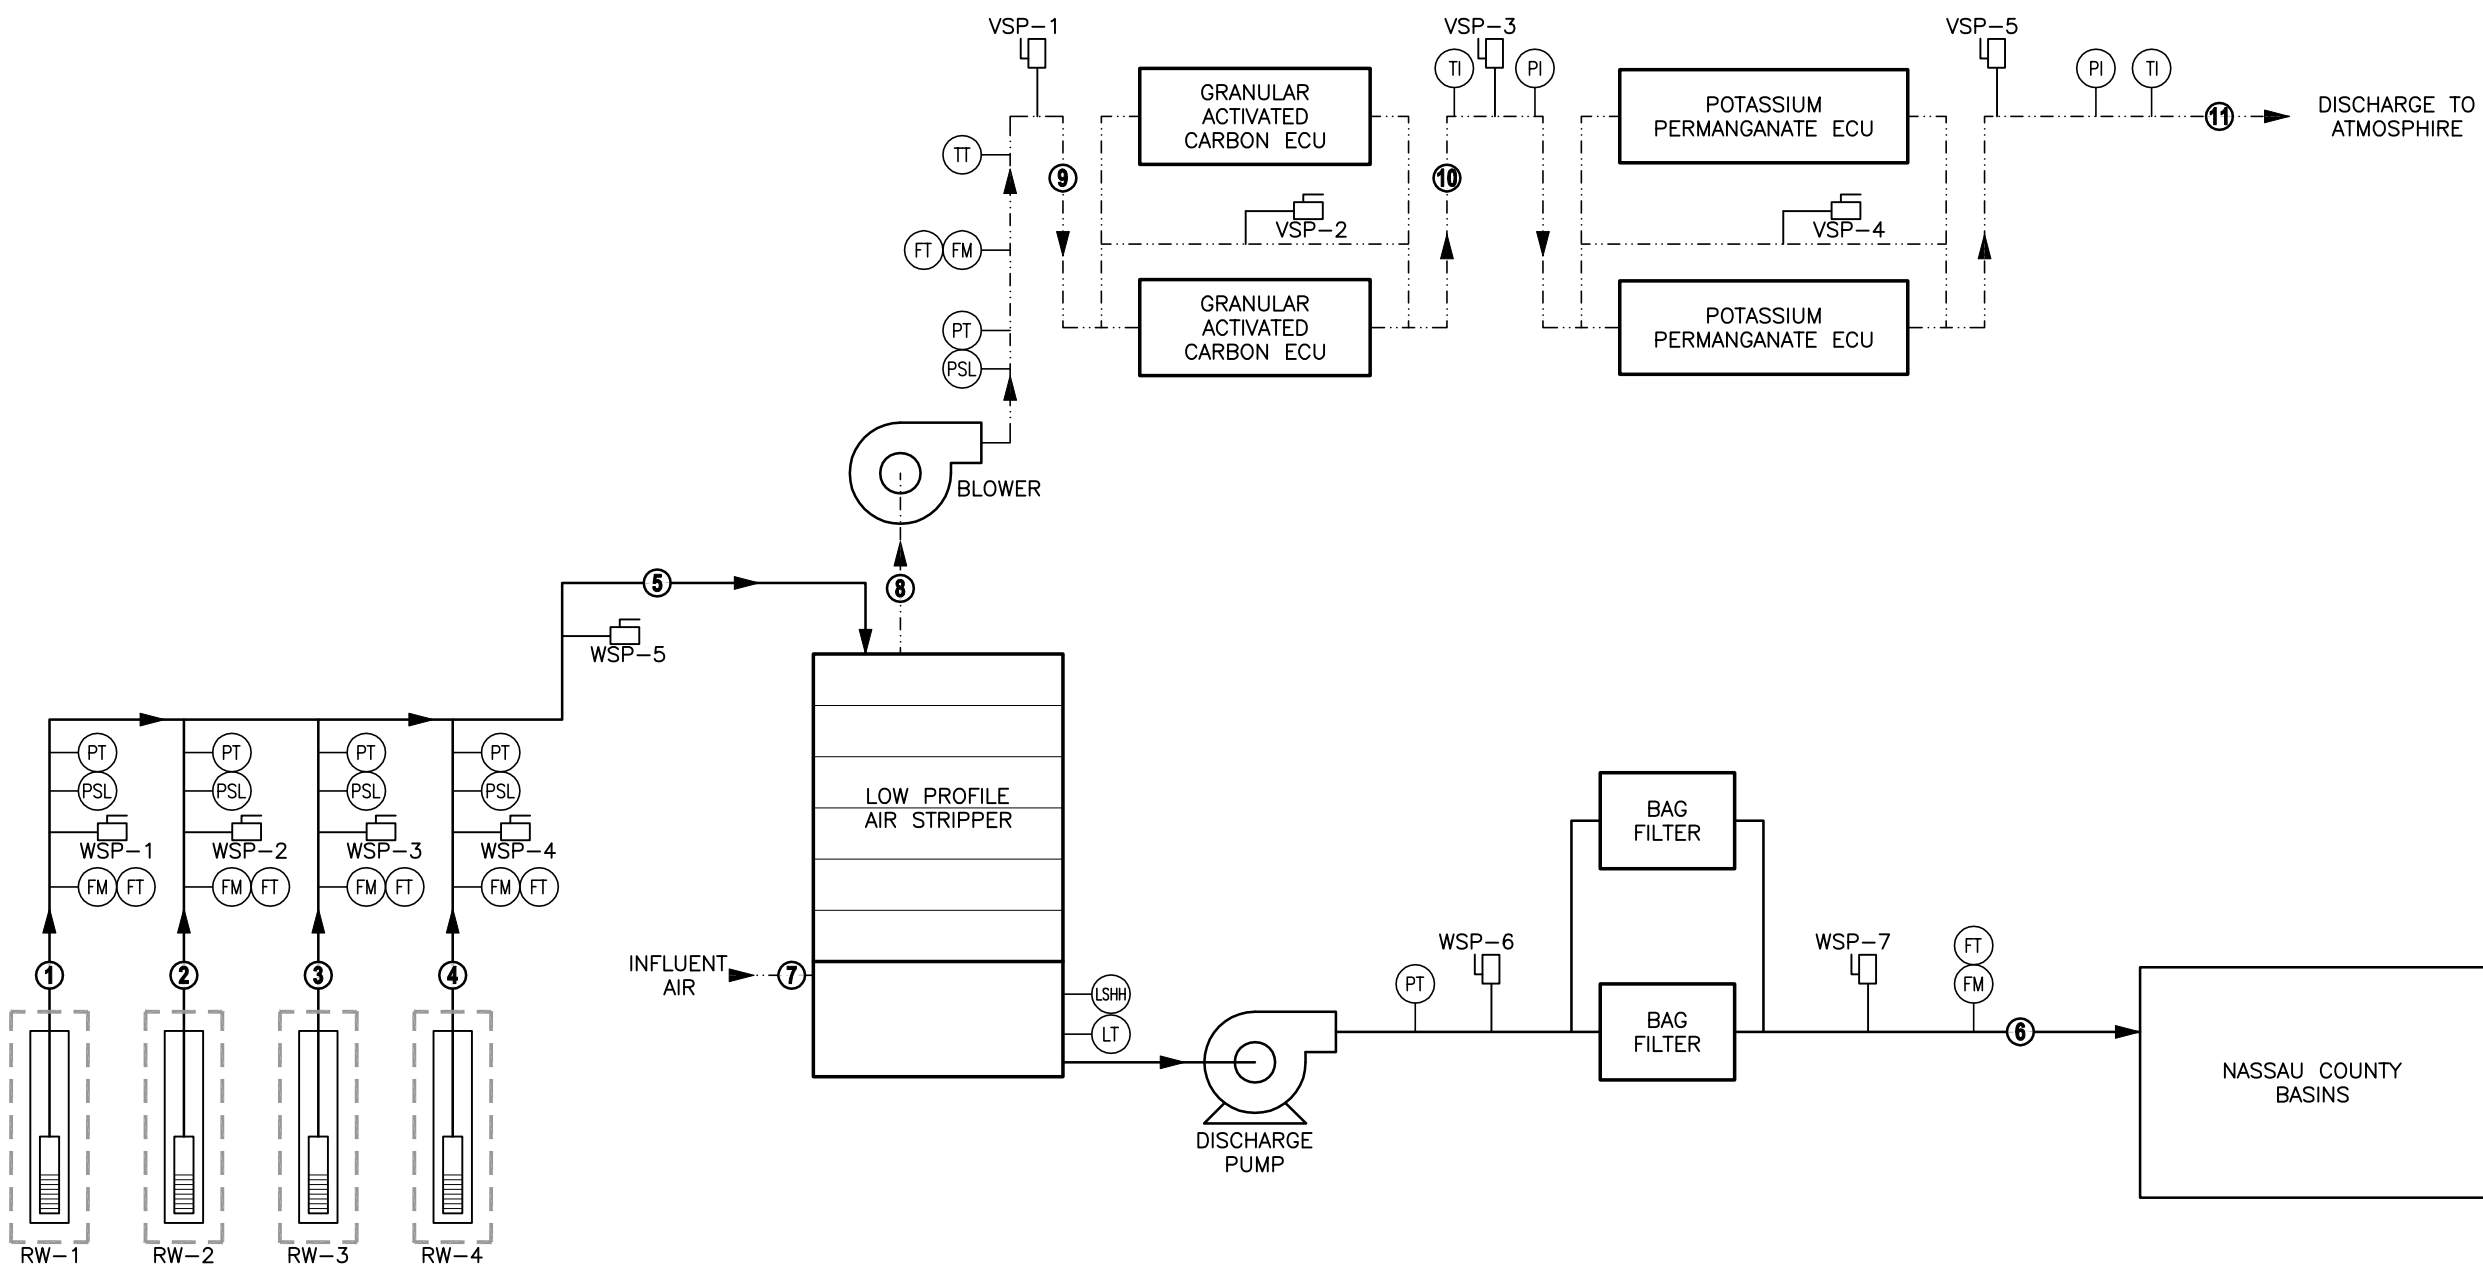 VSP-1
VSP-3
VSP-5
TI
PI
PI
TI
GRANULAR
ACTIVATED
CARBON ECU
POTASSIUM
PERMANGANATE ECU
11
DISCHARGE TO
ATMOSPHIRE
TT
9
10
VSP-2
VSP-4
FT
FM
GRANULAR
ACTIVATED
CARBON ECU
POTASSIUM
PERMANGANATE ECU
PT
PSL
BLOWER
5
8
WSP-5
PT
PT
PT
PT
PSL
PSL
PSL
PSL
WSP-1
WSP-2
WSP-3
WSP-4
FM
FT
FM
FT
FM
FT
FM
FT
LOW PROFILE
AIR STRIPPER
BAG
FILTER
1
2
3
4
INFLUENT
AIR
7
LSHH
LT
PT
WSP-6
WSP-7
FT
FM
BAG
FILTER
6
NASSAU COUNTY
BASINS
DISCHARGE
PUMP
RW-1
RW-2
RW-3
RW-4